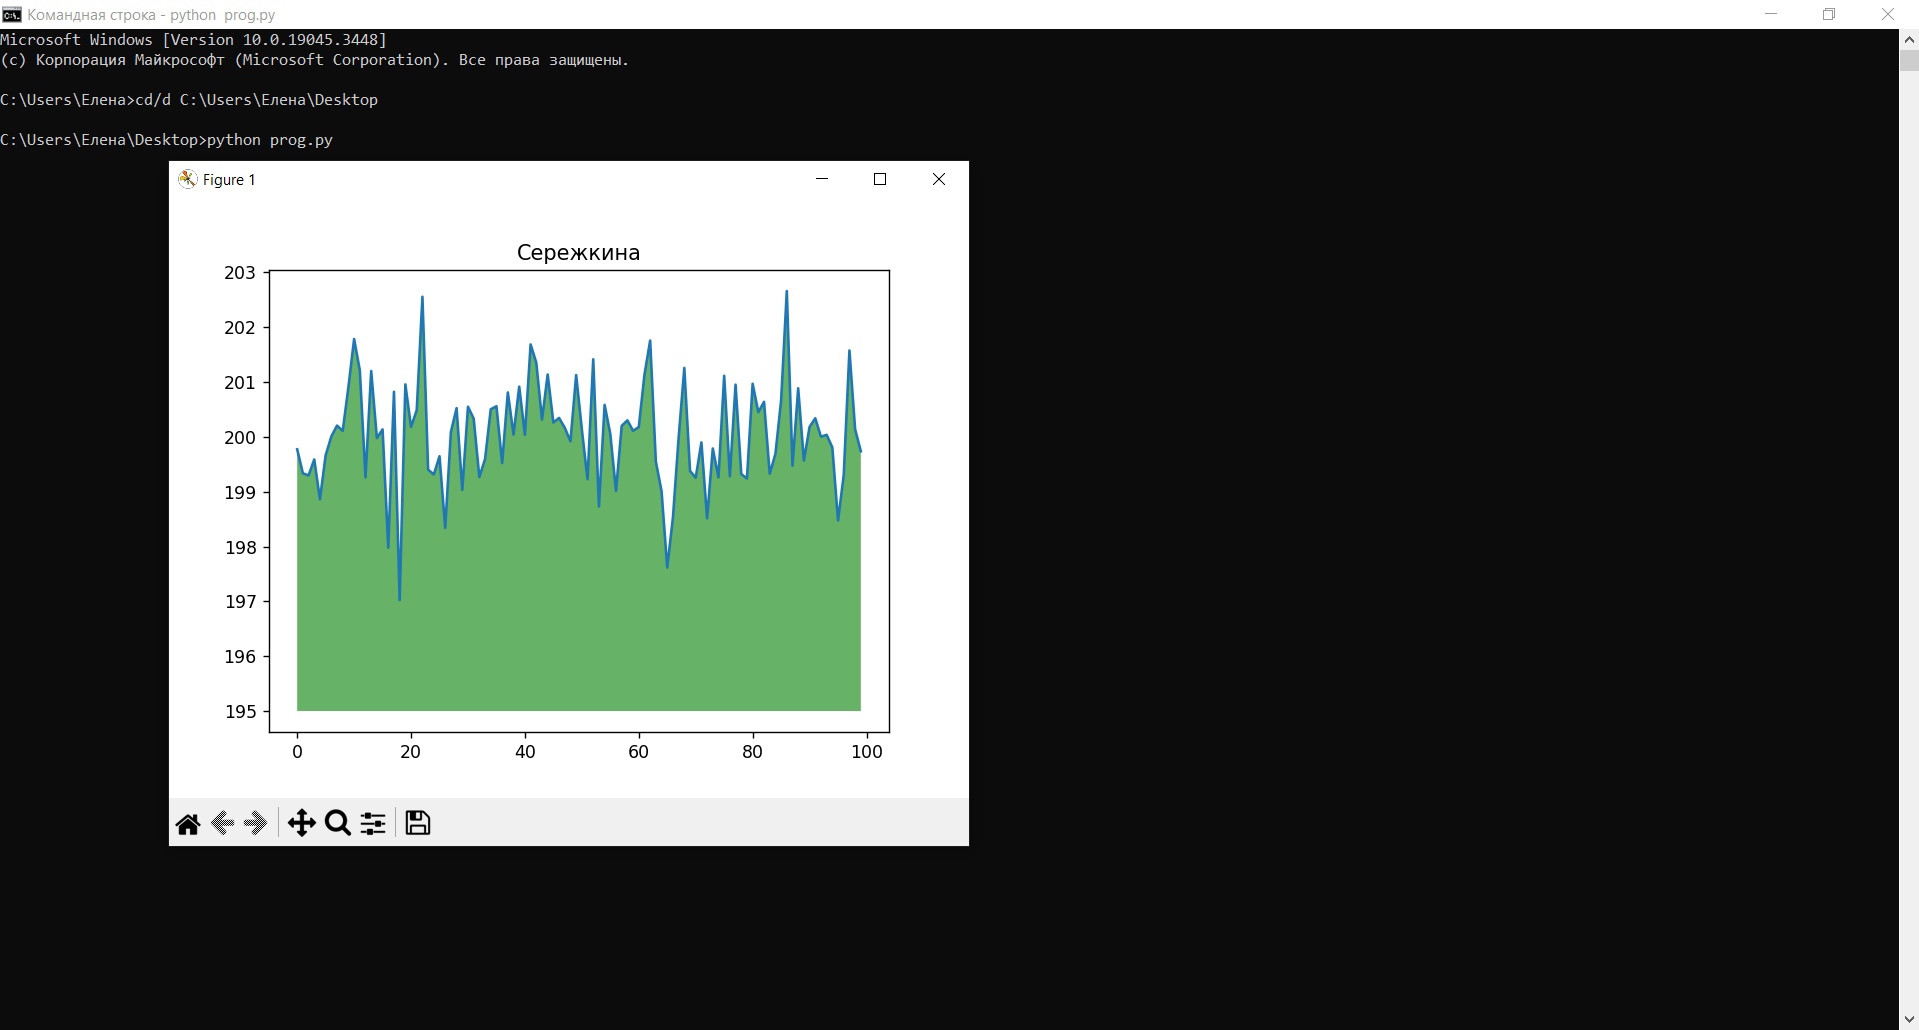 Командная строка - python  prog.py
Microsoft Windows [Version 10.0.19045.3448]
(c) Корпорация Майкрософт (Microsoft Corporation). Все права защищены.
C:\Users\Елена>cd/d C:\Users\Елена\Desktop
C:\Users\Елена\Desktop>python prog.py
Figure 1
Сережкина
203
202
201
200
199
198
197
196
195
0 20 40 60 80 100